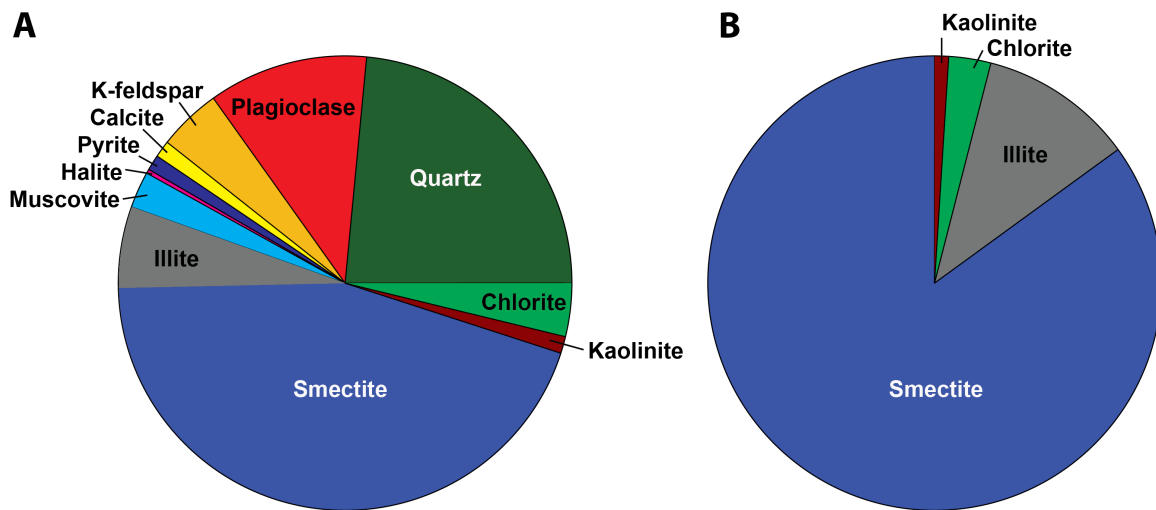 A
K-feldspar
Calcite
Pyrite
Halite
Muscovite
Plagioclase
Quartz
Illite
Chlorite
Kaolinite
Smectite
B
Kaolinite
Chlorite
Illite
Smectite